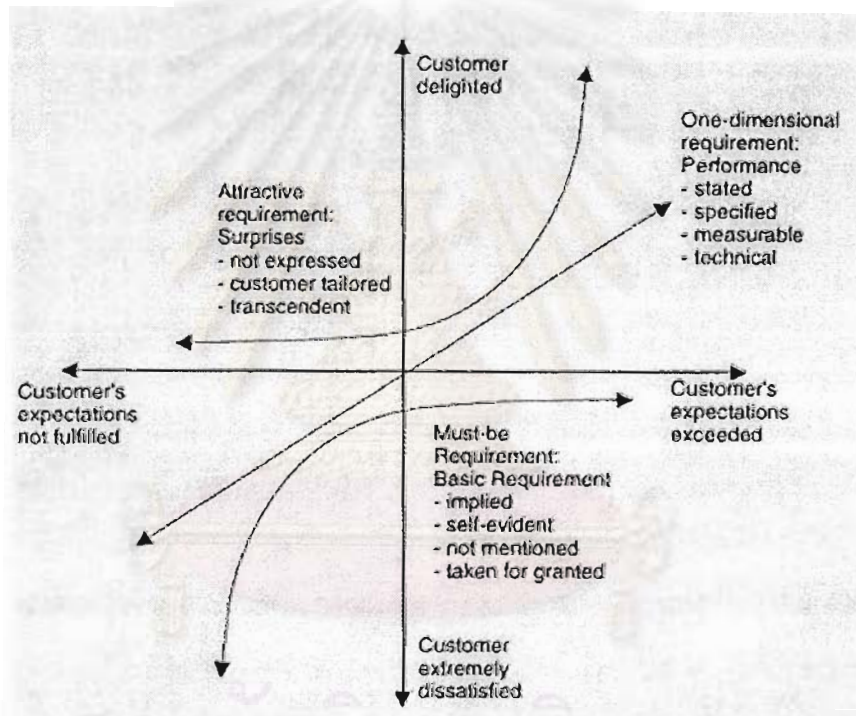 Customer
delighted
One-dimensional
requirement:
Performance
- stated
- specified
- measurable
- technical
Attractive
requirement:
Surprises
- not expressed
- customer tailored
- transcendent
Customer's
expectations
not fulfilled
Customer's
expectations
exceeded
Must-be
Requirement:
Basic Requirement
- implied
- self-evident
- not mentioned
- taken for granted
Customer
extremely
dissatisfied